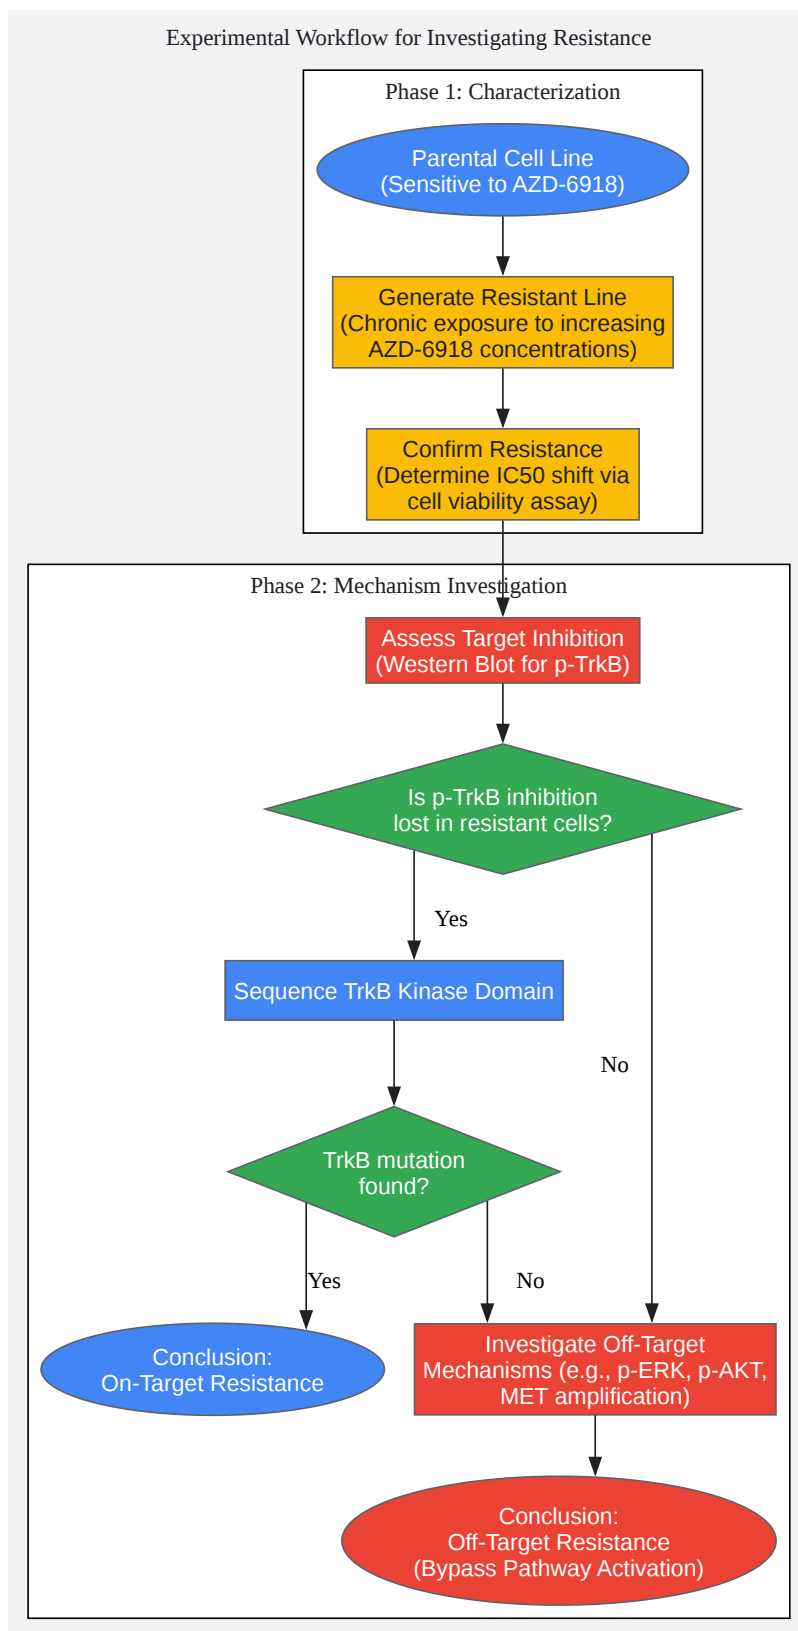 Experimental Workflow for Investigating Resistance
Phase 1: Characterization
Parental Cell Line
(Sensitive to AZD-6918)
Generate Resistant Line
(Chronic exposure to increasing
AZD-6918 concentrations)
Confirm Resistance
(Determine IC50 shift via
cell viability assay)
Phase 2: Mechanism Investigation
Assess Target Inhibition
(Western Blot for p-TrkB)
Is p-TrkB inhibition
lost in resistant cells?
Yes
Sequence TrkB Kinase Domain
No
TrkB mutation
found?
Yes
No
Conclusion:
On-Target Resistance
Investigate Off-Target
Mechanisms (e.g., p-ERK, p-AKT,
MET amplification)
Conclusion:
Off-Target Resistance
(Bypass Pathway Activation)